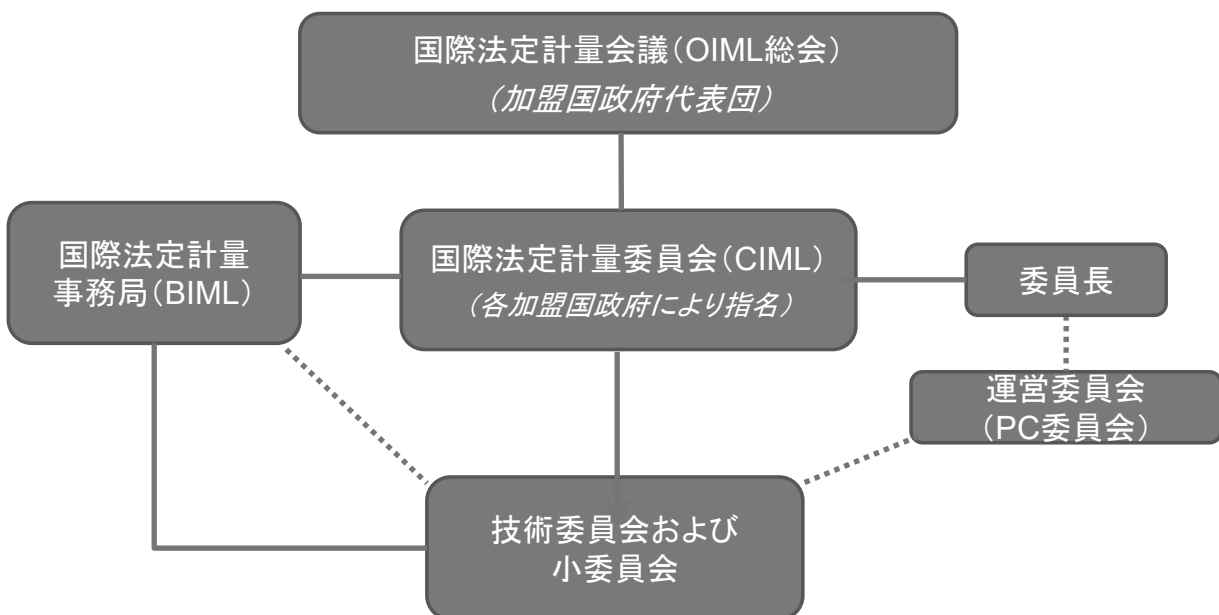 国際法定計量会議（OIML総会）
（加盟国政府代表団）
国際法定計量
事務局（BIML）
国際法定計量委員会（CIML）
（各加盟国政府により指名）
委員長
運営委員会
（PC委員会）
技術委員会および
小委員会